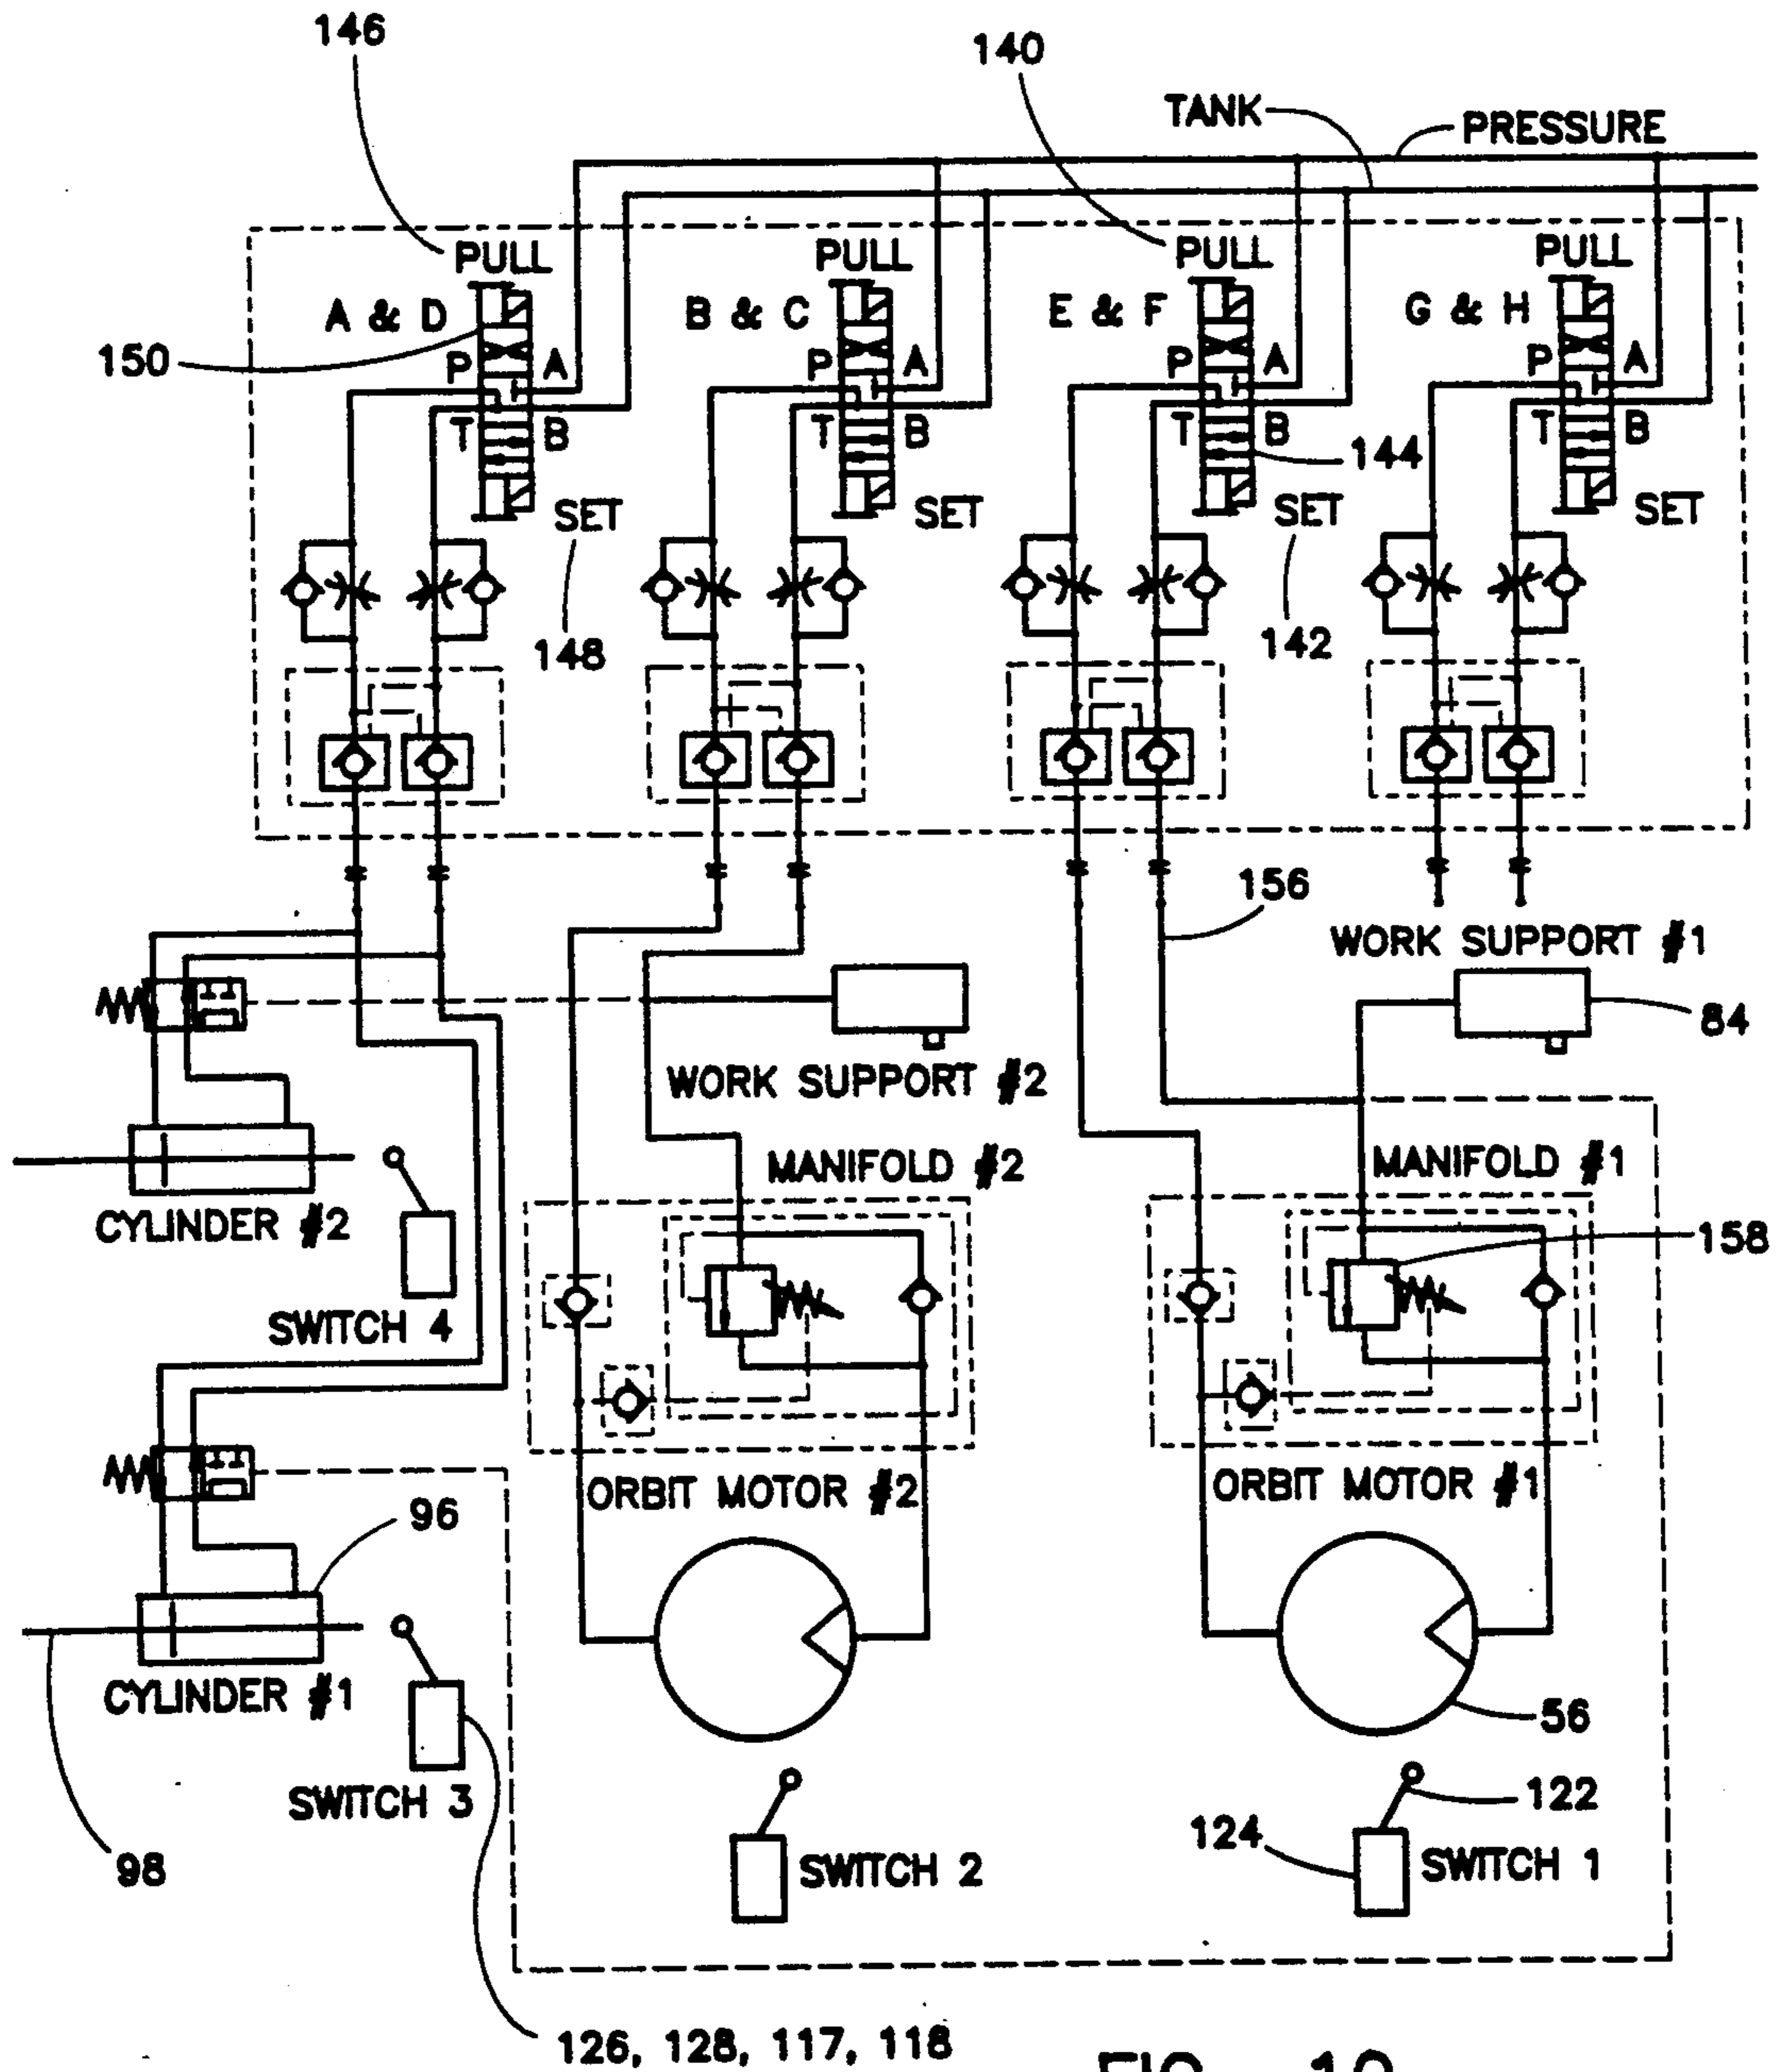 146
140
TANK
PRESSURE
PULL
PULL
PULL
PULL
A & D
B & C
E & F
G & H
150
P
A
P
A
P
A
P
A
T
B
T
B
T
B
T
B
144
SET
SET
SET
SET
148
142
156
WORK SUPPORT #1
84
WORK SUPPORT #2
MANIFOLD #2
MANIFOLD #1
CYLINDER #2
158
SWITCH 4
ORBIT MOTOR #2
ORBIT MOTOR #1
96
CYLINDER #1
56
SWITCH 3
122
124
98
SWITCH 2
SWITCH 1
126, 128, 117, 118